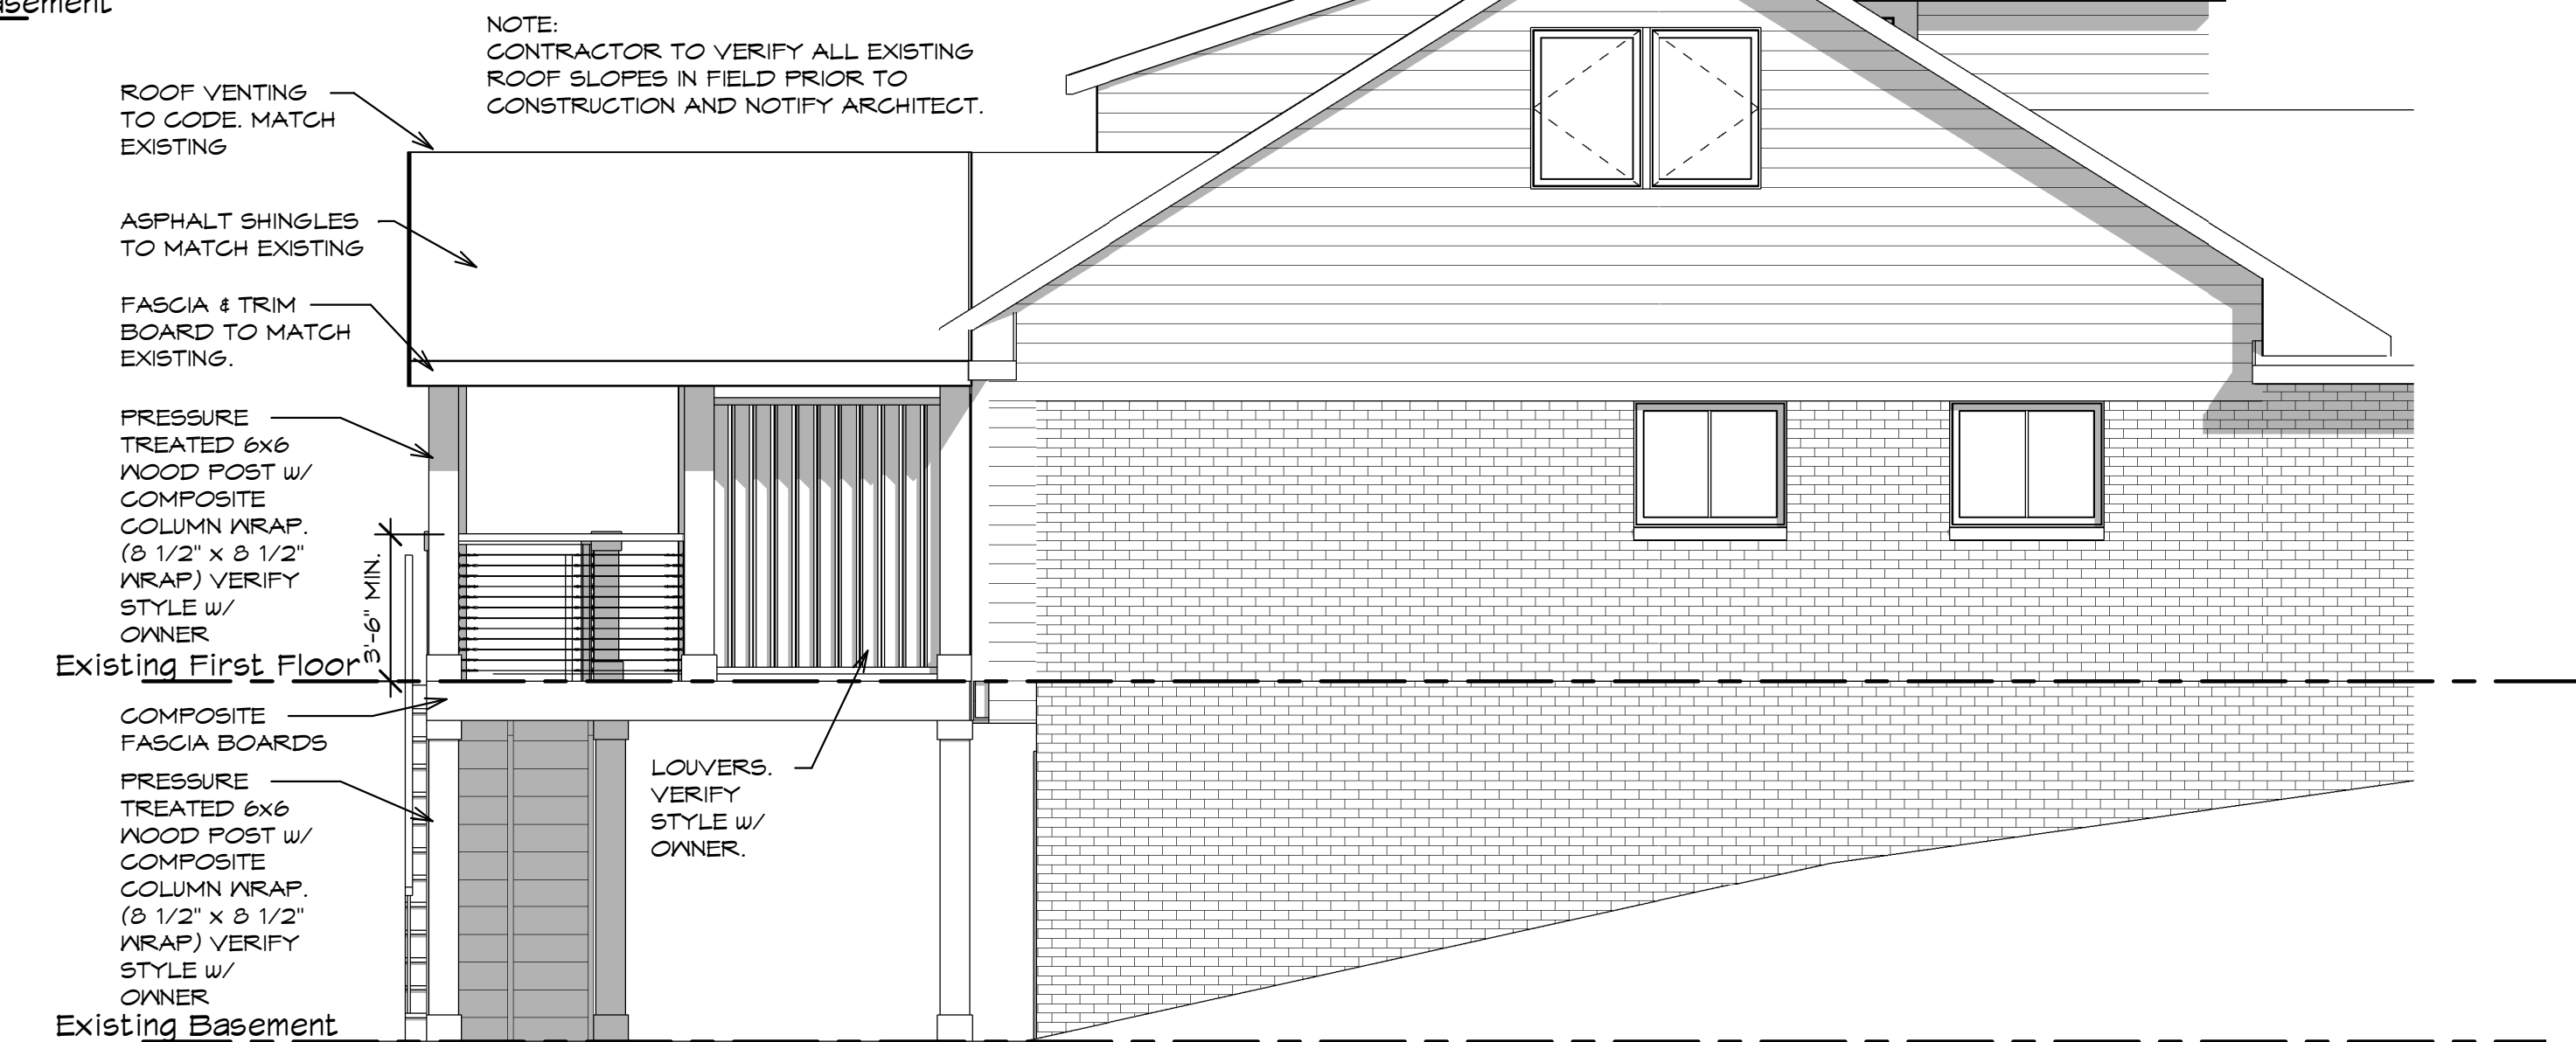 NOTE:
CONTRACTOR TO VERIFY ALL EXISTING
ROOF SLOPES IN FIELD PRIOR TO
CONSTRUCTION AND NOTIFY ARCHITECT.
ROOF VENTING
TO CODE. MATCH
EXISTING
ASPHALT SHINGLES
TO MATCH EXISTING
FASCIA & TRIM
BOARD TO MATCH
EXISTING.
PRESSURE
TREATED 6x6
WOOD POST w/
COMPOSITE
COLUMN WRAP.
(8 1/2" x 8 1/2"
WRAP) VERIFY
STYLE w/
OWNER
3'-6" MIN.
Existing First Floor
COMPOSITE
FASCIA BOARDS
PRESSURE
TREATED 6x6
WOOD POST w/
COMPOSITE
COLUMN WRAP.
(8 1/2" x 8 1/2"
WRAP) VERIFY
STYLE w/
OWNER
LOUVERS.
VERIFY
STYLE w/
OWNER.
Existing Basement